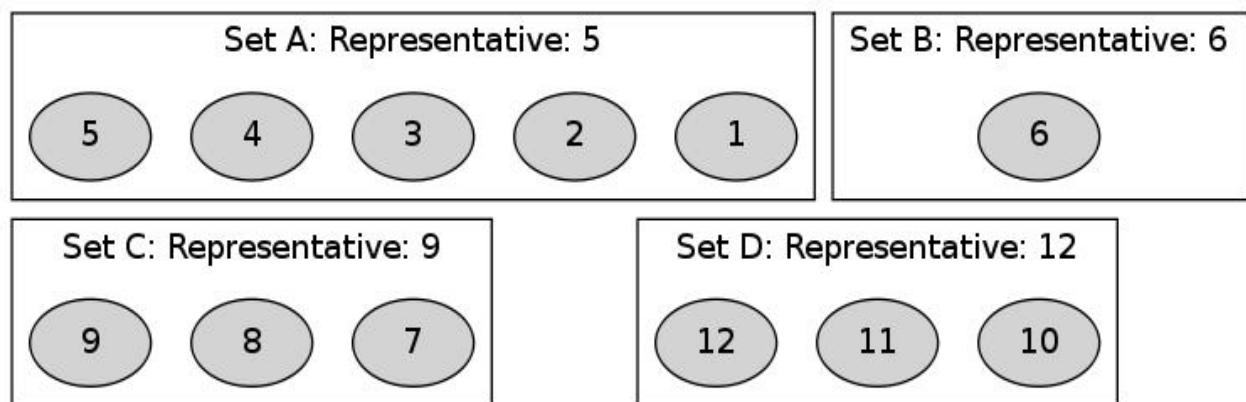 Set A: Representative: 5
5 4 3 2 1
Set B: Representative: 6
6
Set C: Representative: 9
9 8 7
Set D: Representative: 12
12 11 10